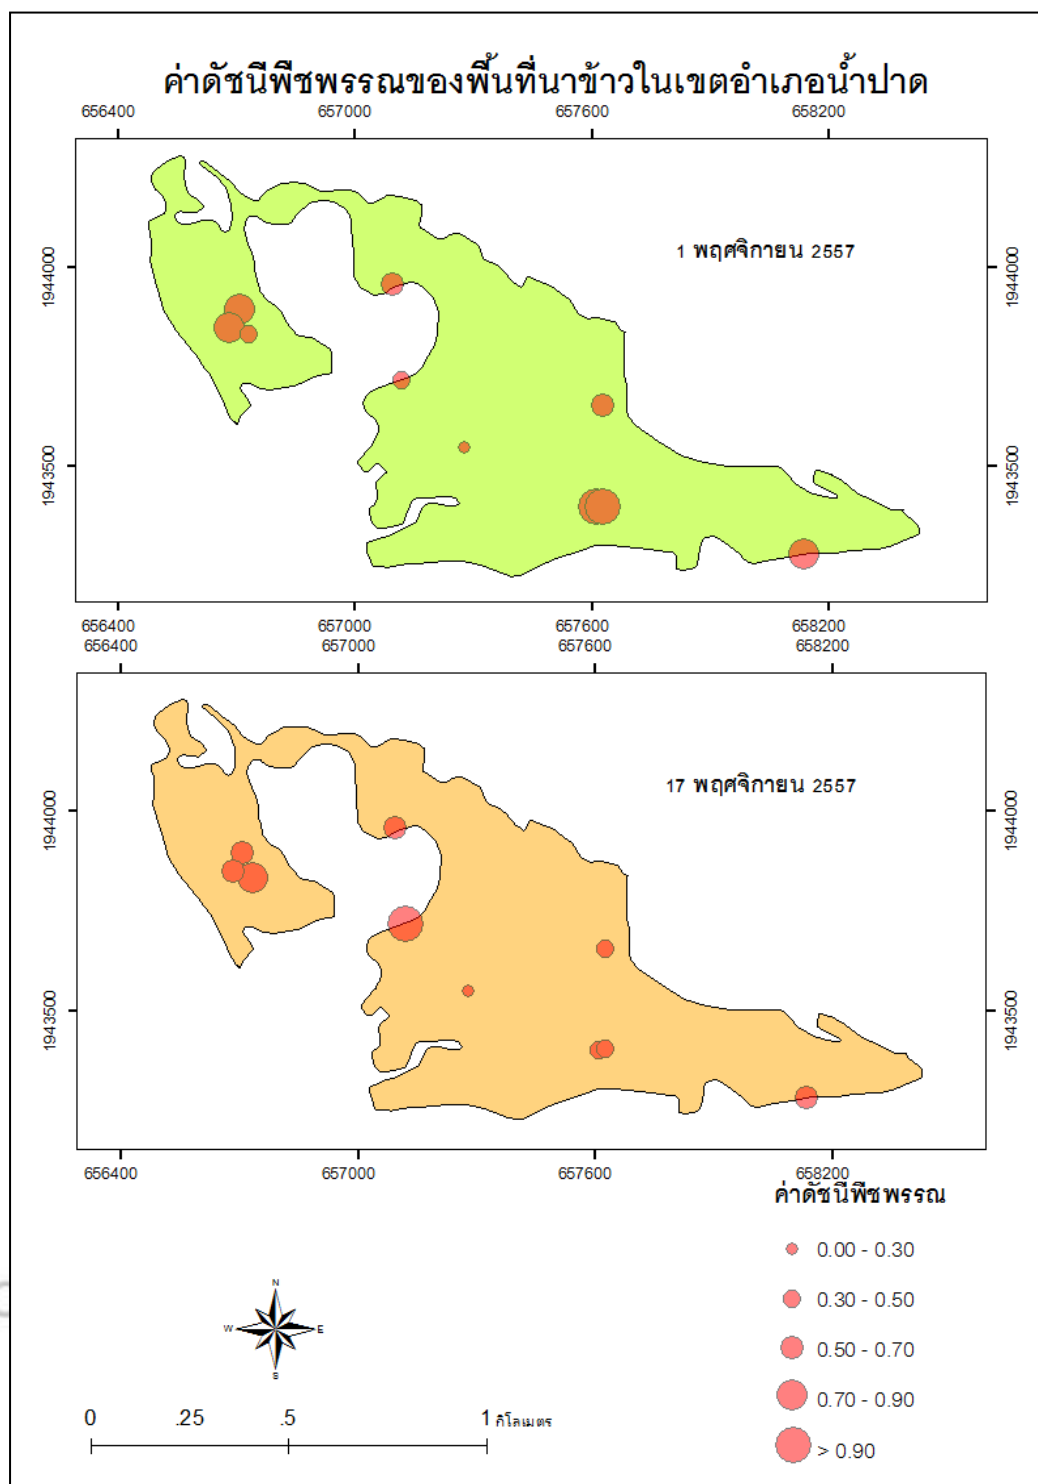 ค่าดัชนีพืชพรรณของพื้นที่นาข้าวในเขตอำเภอน้ำปาด
656400 657000 657600 658200
1 พฤศจิกายน 2557
1944000 1944000
1943500 1943500
656400 657000 657600 658200
656400 657000 657600 658200
17 พฤศจิกายน 2557
1944000 1944000
1943500 1943500
656400 657000 657600 658200
ค่าดัชนีพืชพรรณ
0.00 - 0.30
0.30 - 0.50
0.50 - 0.70
0.70 - 0.90
> 0.90
N
W E
S
0 .25 .5 1 กิโลเมตร